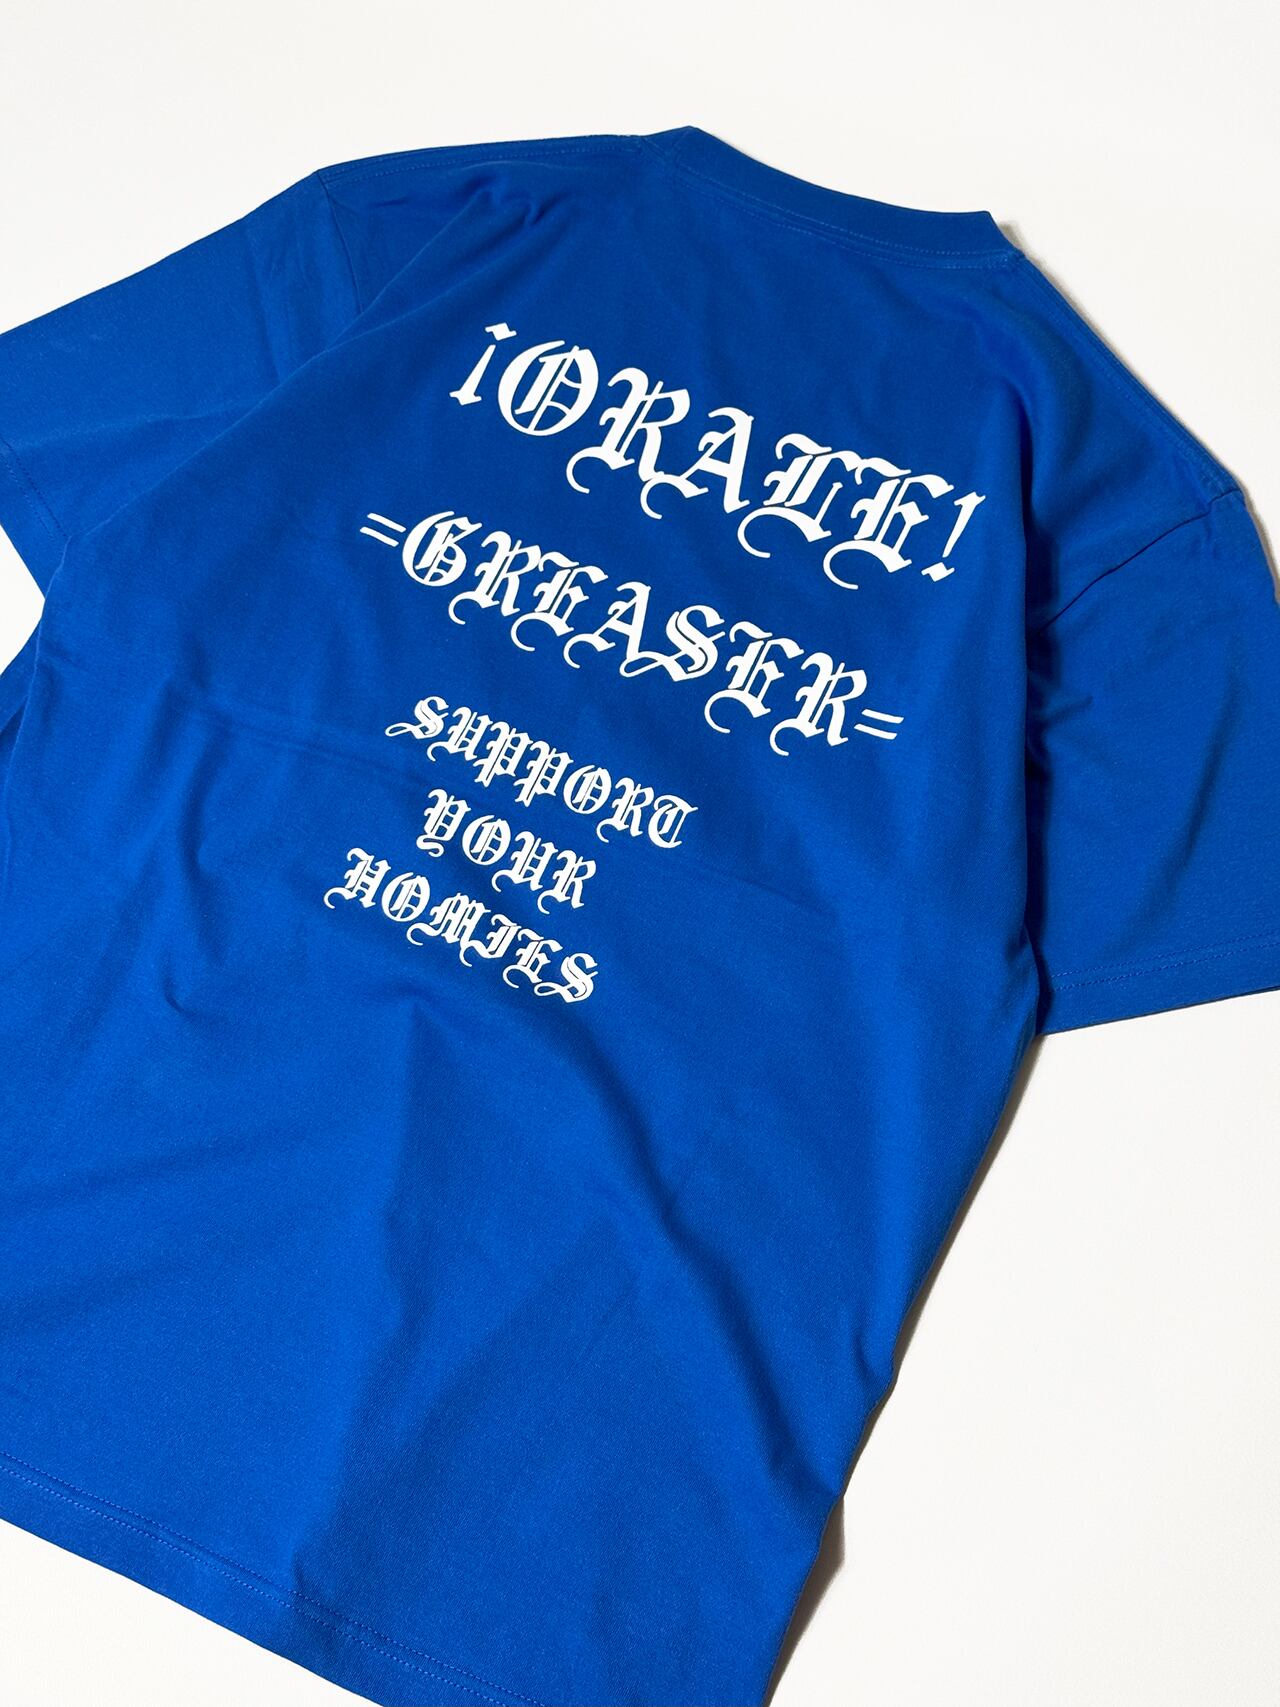 ¡ORALE!
=GREASER=
SUPPORT
YOUR
HOMIES